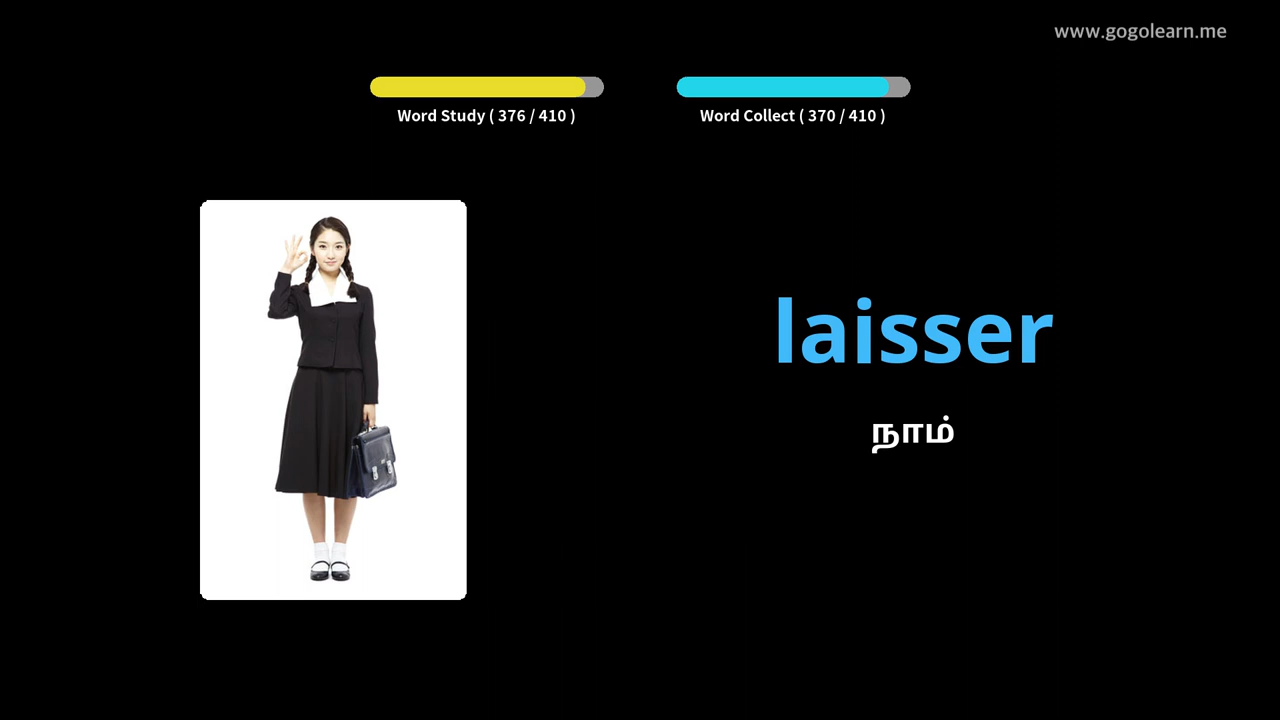 www.gogolearn.me
Word Study ( 376 / 410 )
Word Collect ( 370 / 410 )
laisser
நாம்